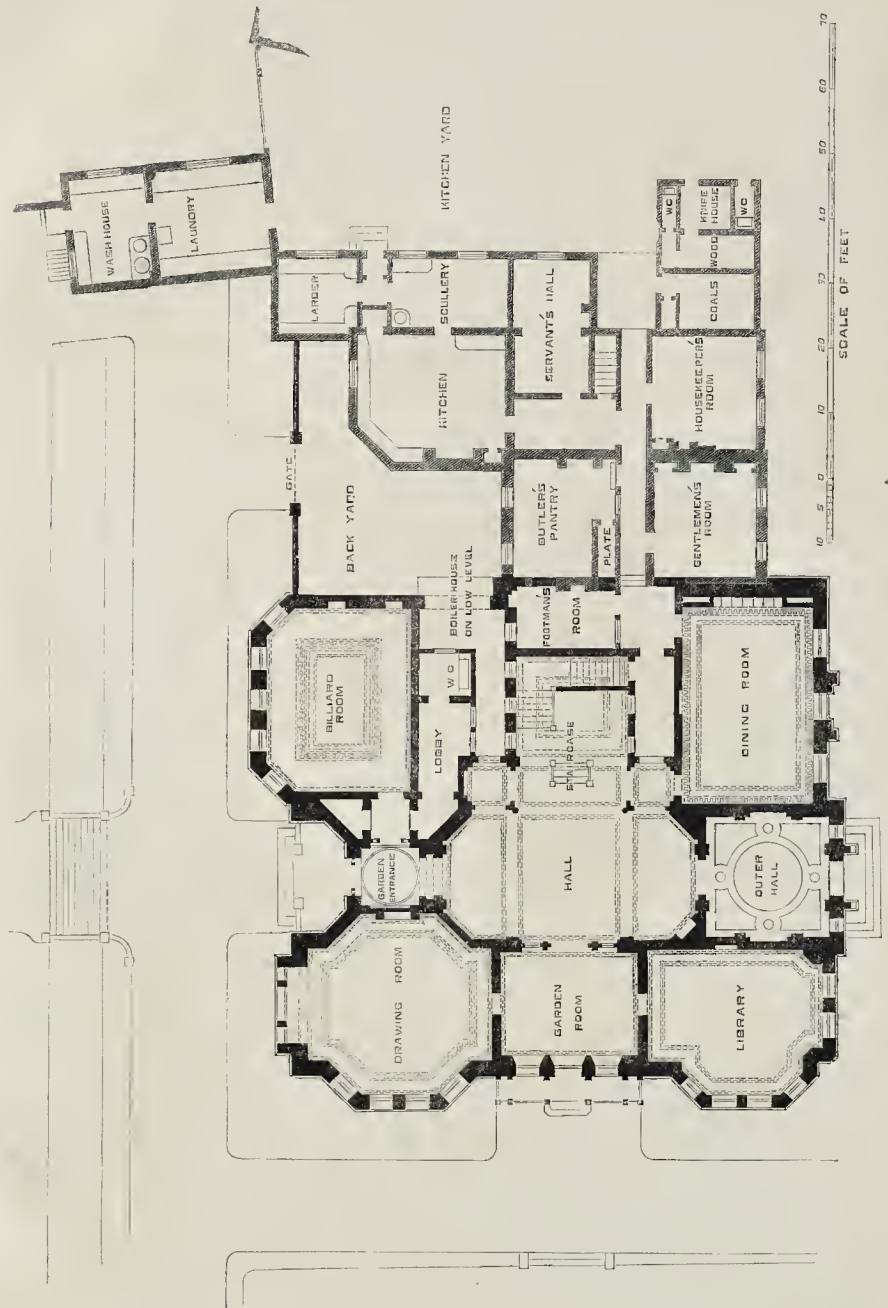 WASH HOUSE
LAUNDRY
KITCHEN YARD
LARDER
SCULLERY
KITCHEN
SERVANT'S HALL
WC
KNIFE
HOUSE
WC
WOOD
COALS
HOUSEKEEPER'S
ROOM
GATE
BACK YARD
BUTLER'S
PANTRY
PLATE
GENTLEMEN'S
ROOM
BOILER HOUSE
ON LOW LEVEL
FOOTMAN'S
ROOM
BILLIARD
ROOM
WC
LOBBY
STAIRCASE
DINING ROOM
GARDEN
ENTRANCE
HALL
OUTER
HALL
DRAWING ROOM
GARDEN
ROOM
LIBRARY
10 5 0 10 20 30 40 50 60 70
SCALE OF FEET